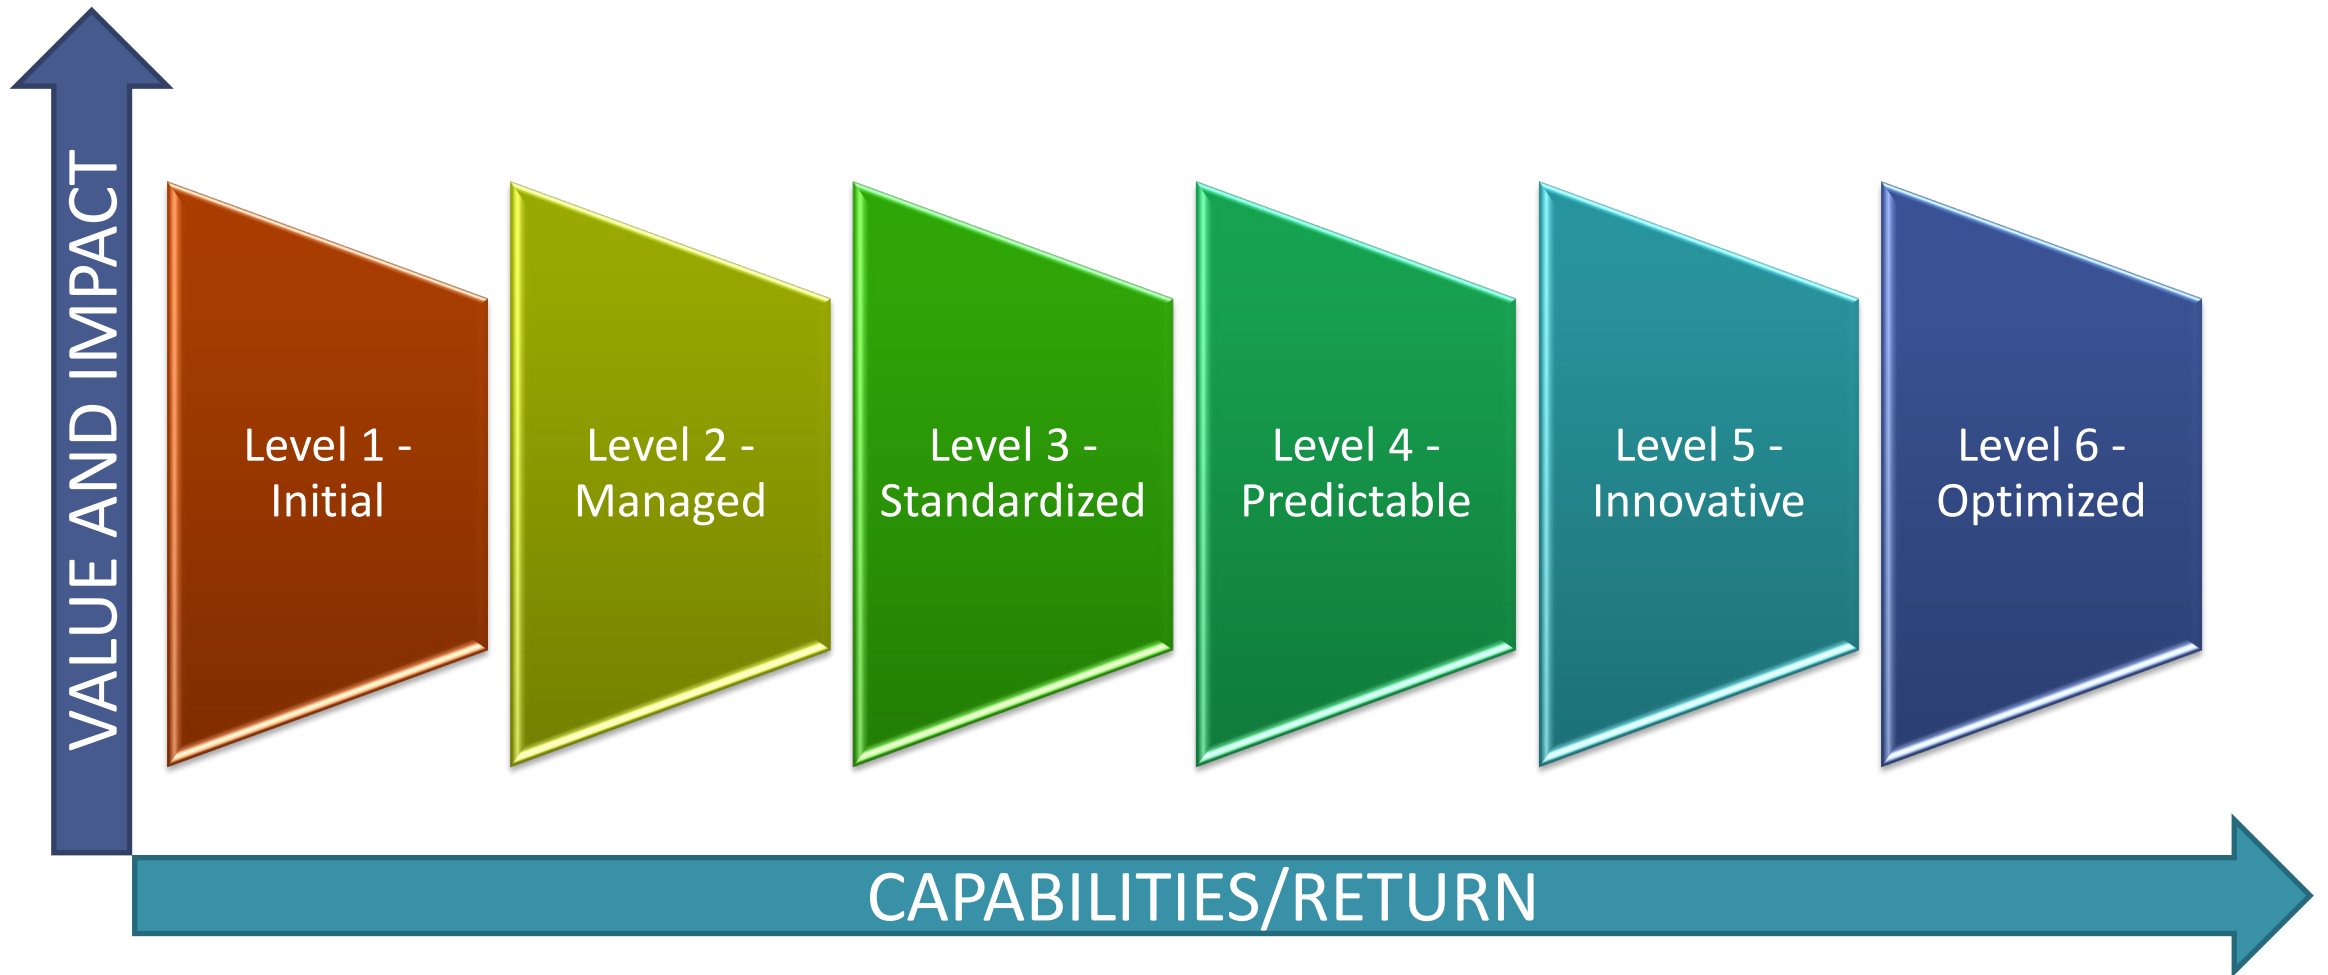 VALUE AND IMPACT
Level 1 -
Initial
Level 2 -
Managed
Level 3 -
Standardized
Level 4 -
Predictable
Level 5 -
Innovative
Level 6 -
Optimized
CAPABILITIES/RETURN